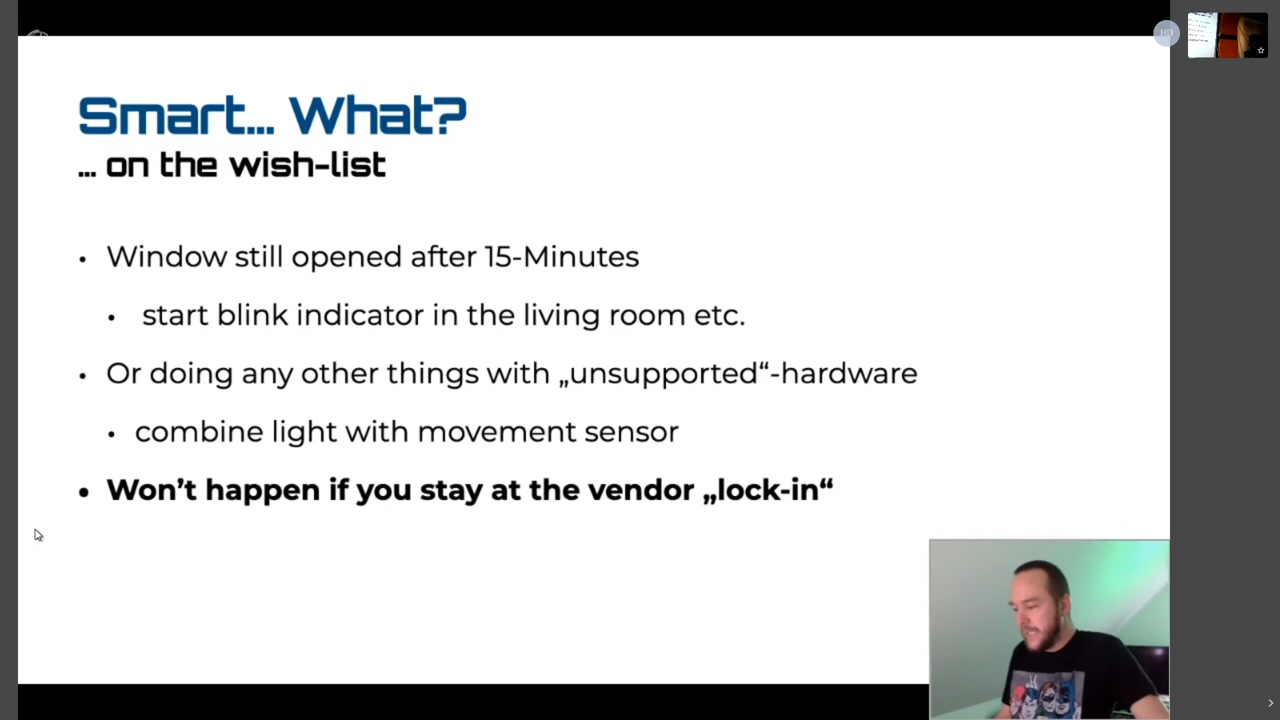 Smart... What?
... on the wish-list
• Window still opened after 15-Minutes
• start blink indicator in the living room etc.
• Or doing any other things with „unsupported“-hardware
• combine light with movement sensor
• Won’t happen if you stay at the vendor „lock-in“